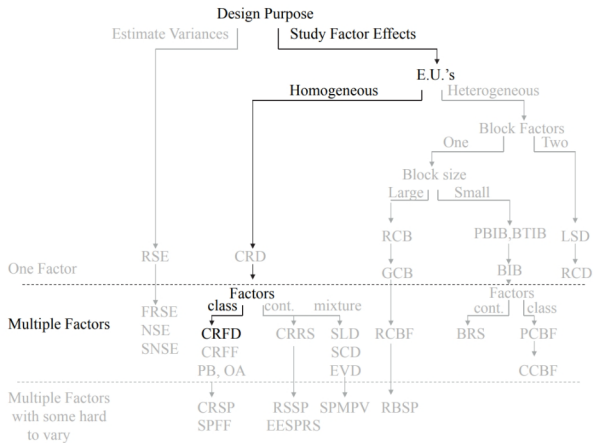 Design Purpose
Estimate Variances
Study Factor Effects
E.U.'s
Homogeneous
Heterogeneous
Block Factors
One
Two
Block size
Large
Small
RCB
PBIB,BTIB
LSD
RSE
CRD
One Factor
GCB
BIB
RCD
Factors
Factors
class
cont.
mixture
cont.
class
FRSE
Multiple Factors
NSE
CRFD
CRRS
SLD
RCBF
BRS
PCBF
SNSE
CRFF
SCD
PB, OA
EVD
CCBF
Multiple Factors
with some hard
to vary
CRSP
RSSP
SPMPV
RBSP
SPFF
EESPRS